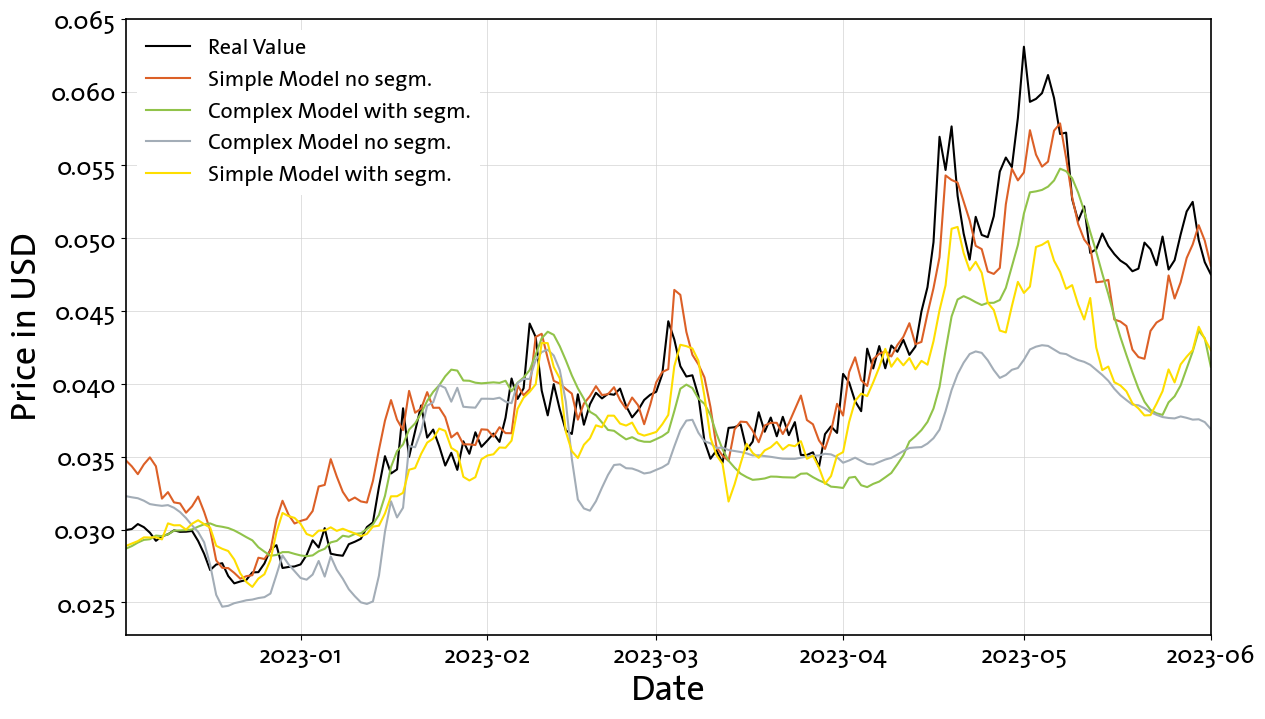 Real Value
Simple Model no segm.
Complex Model with segm.
Complex Model no segm.
Simple Model with segm.
0.065
0.060
0.055
0.050
0.045
0.040
0.035
0.030
0.025
Price in USD
2023-01
2023-02
2023-03
2023-04
2023-05
2023-06
Date